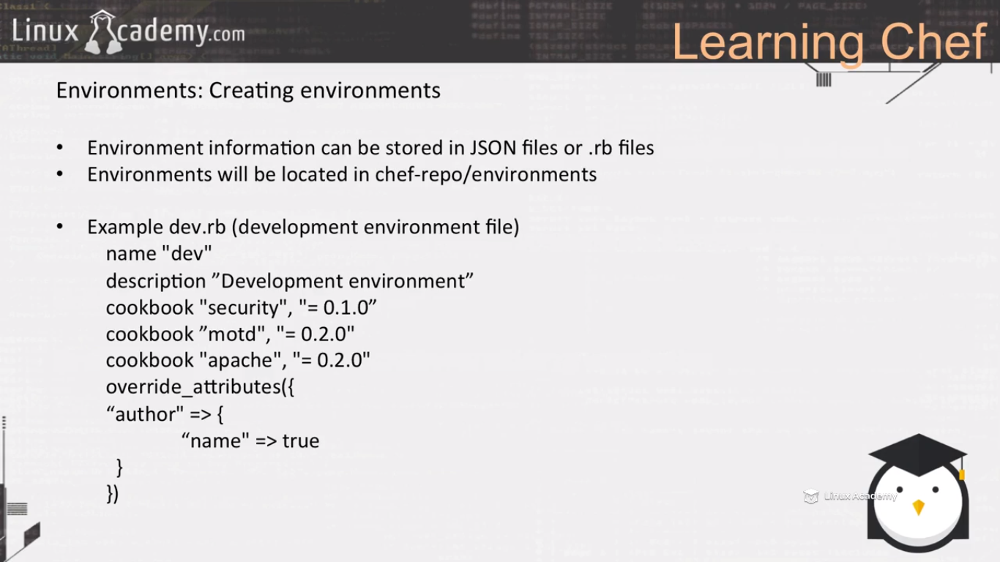 Linux Academy.com
Learning Chef
Environments: Creating environments
• Environment information can be stored in JSON files or .rb files
• Environments will be located in chef-repo/environments
• Example dev.rb (development environment file)
name "dev"
description ”Development environment”
cookbook "security", "= 0.1.0”
cookbook ”motd", "= 0.2.0"
cookbook "apache", "= 0.2.0"
override_attributes({
“author" => {
“name" => true
}
})
Linux Academy